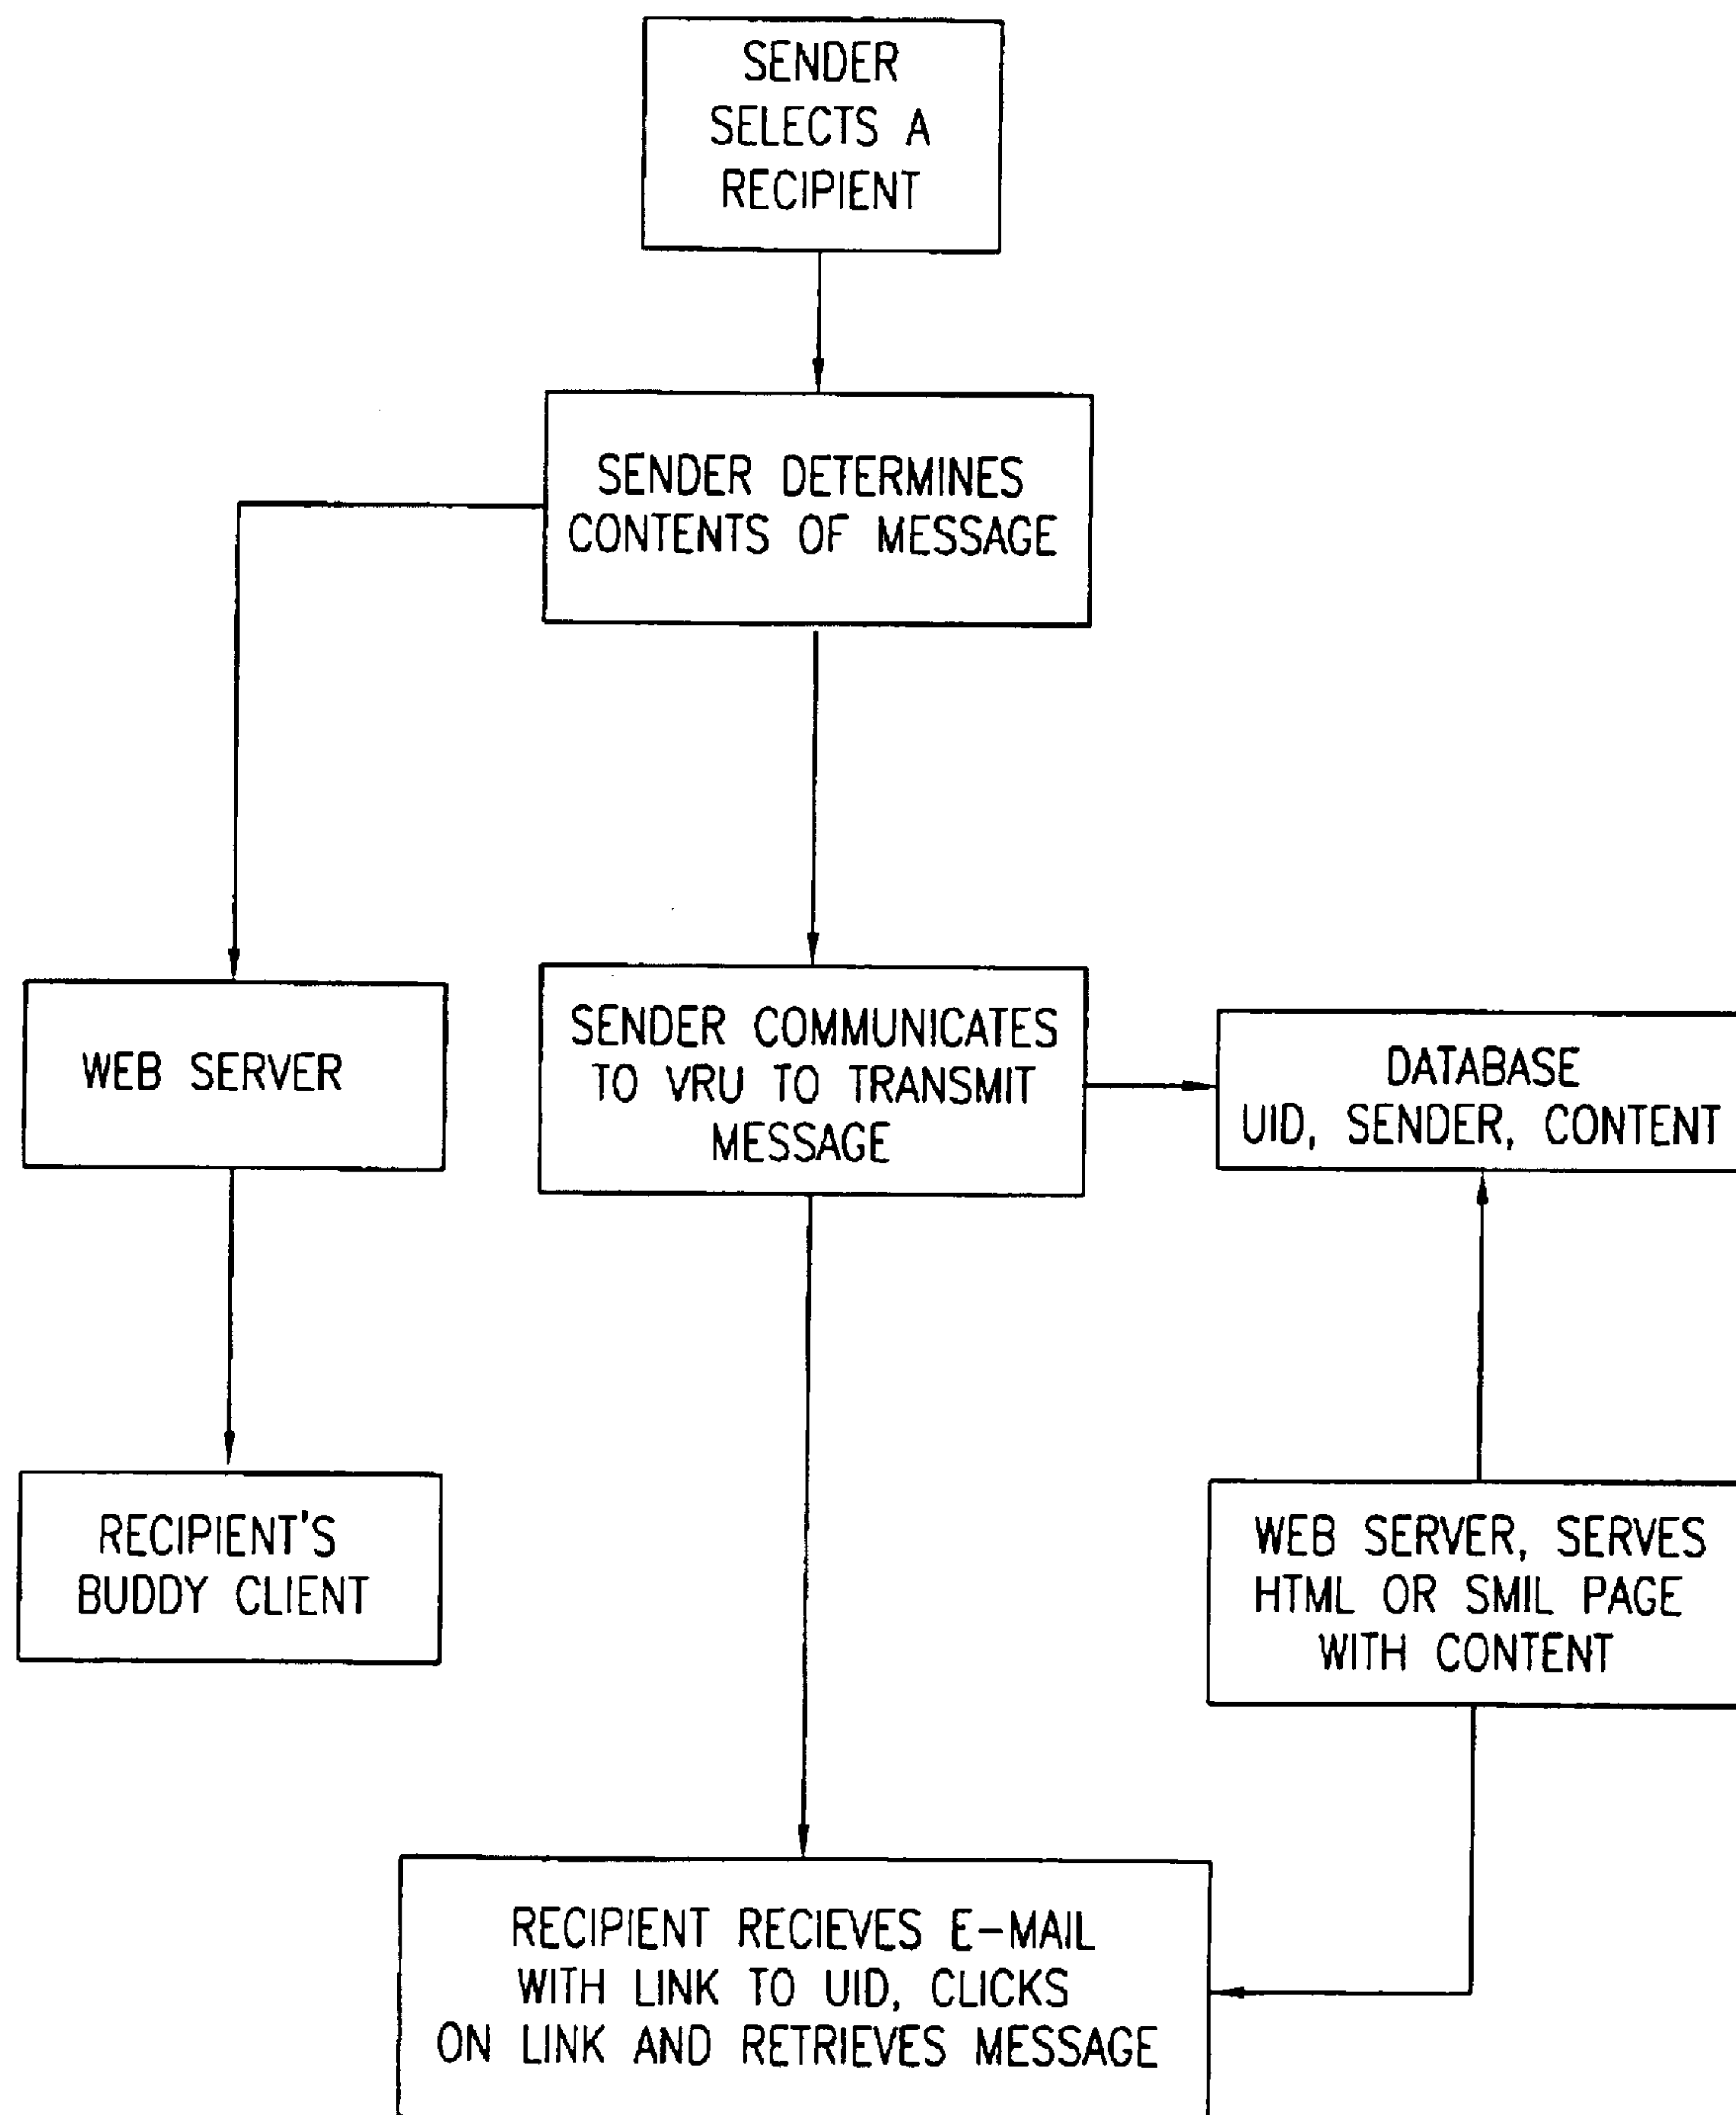 SENDER
SELECTS A
RECIPIENT
SENDER DETERMINES
CONTENTS OF MESSAGE
WEB SERVER
SENDER COMMUNICATES
TO VRU TO TRANSMIT
MESSAGE
DATABASE
UID, SENDER, CONTENT
RECIPIENT'S
BUDDY CLIENT
WEB SERVER, SERVES
HTML OR SMIL PAGE
WITH CONTENT
RECIPIENT RECIEVES E-MAIL
WITH LINK TO UID, CLICKS
ON LINK AND RETRIEVES MESSAGE